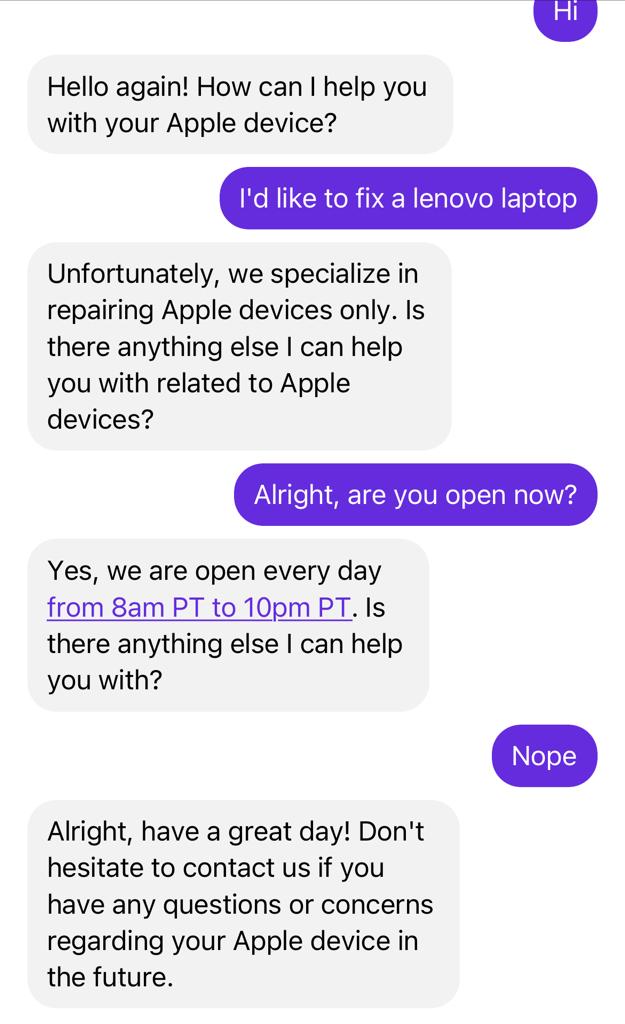 Hi
Hello again! How can I help you
with your Apple device?
I'd like to fix a lenovo laptop
Unfortunately, we specialize in
repairing Apple devices only. Is
there anything else I can help
you with related to Apple
devices?
Alright, are you open now?
Yes, we are open every day
from 8am PT to 10pm PT. Is
there anything else I can help
you with?
Nope
Alright, have a great day! Don't
hesitate to contact us if you
have any questions or concerns
regarding your Apple device in
the future.